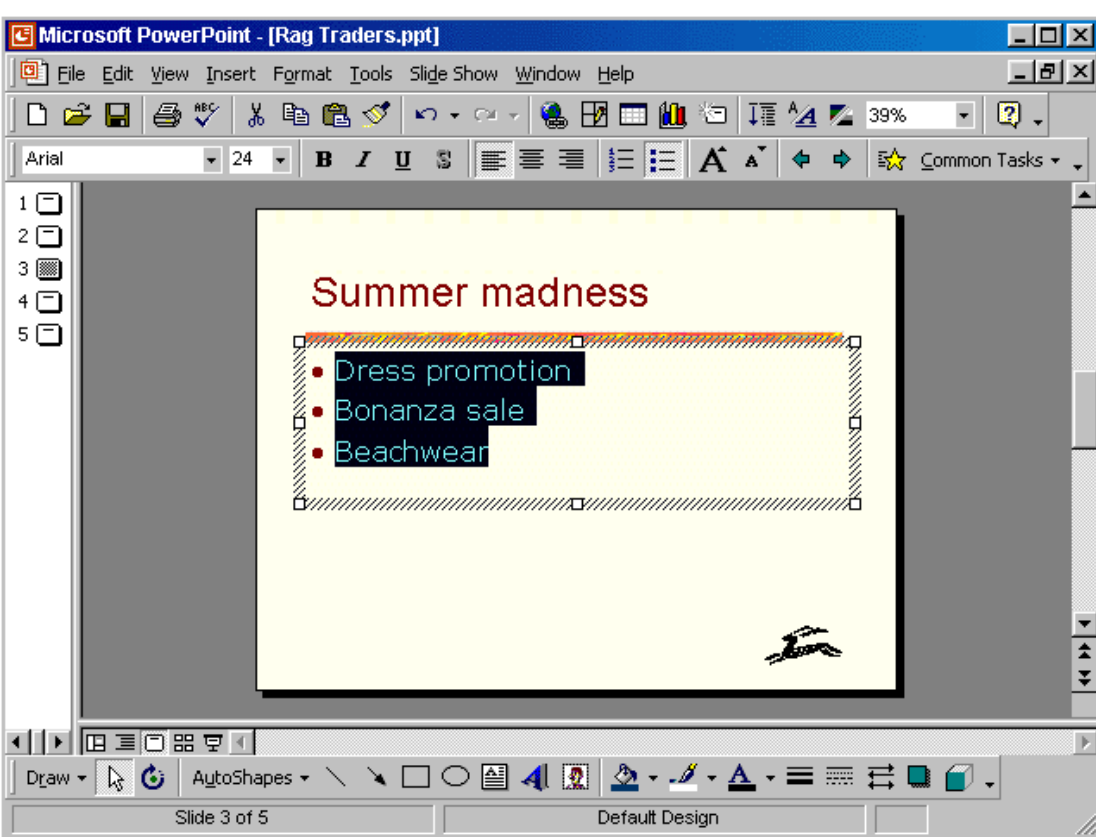 Microsoft PowerPoint - [Rag Traders.ppt]
File Edit View Insert Format Tools Slide Show Window Help
ABC 39%
Arial 24 B I U S A A Common Tasks
1
2
3
4
5
Summer madness
• Dress promotion
• Bonanza sale
• Beachwear
Draw AutoShapes A A
Slide 3 of 5 Default Design